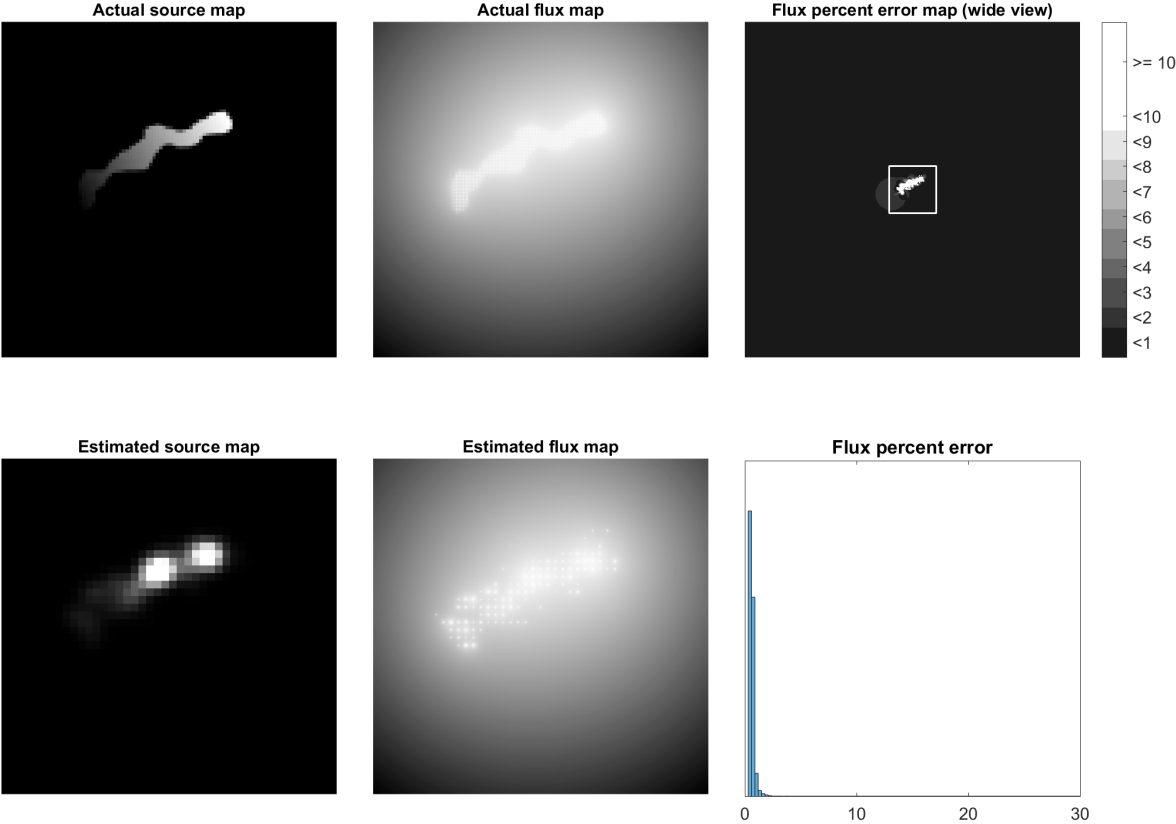 Actual source map
Actual flux map
Flux percent error map (wide view)
>= 10
<10
<9
<8
<7
<6
<5
<4
<3
<2
<1
Estimated source map
Estimated flux map
Flux percent error
0
10
20
30